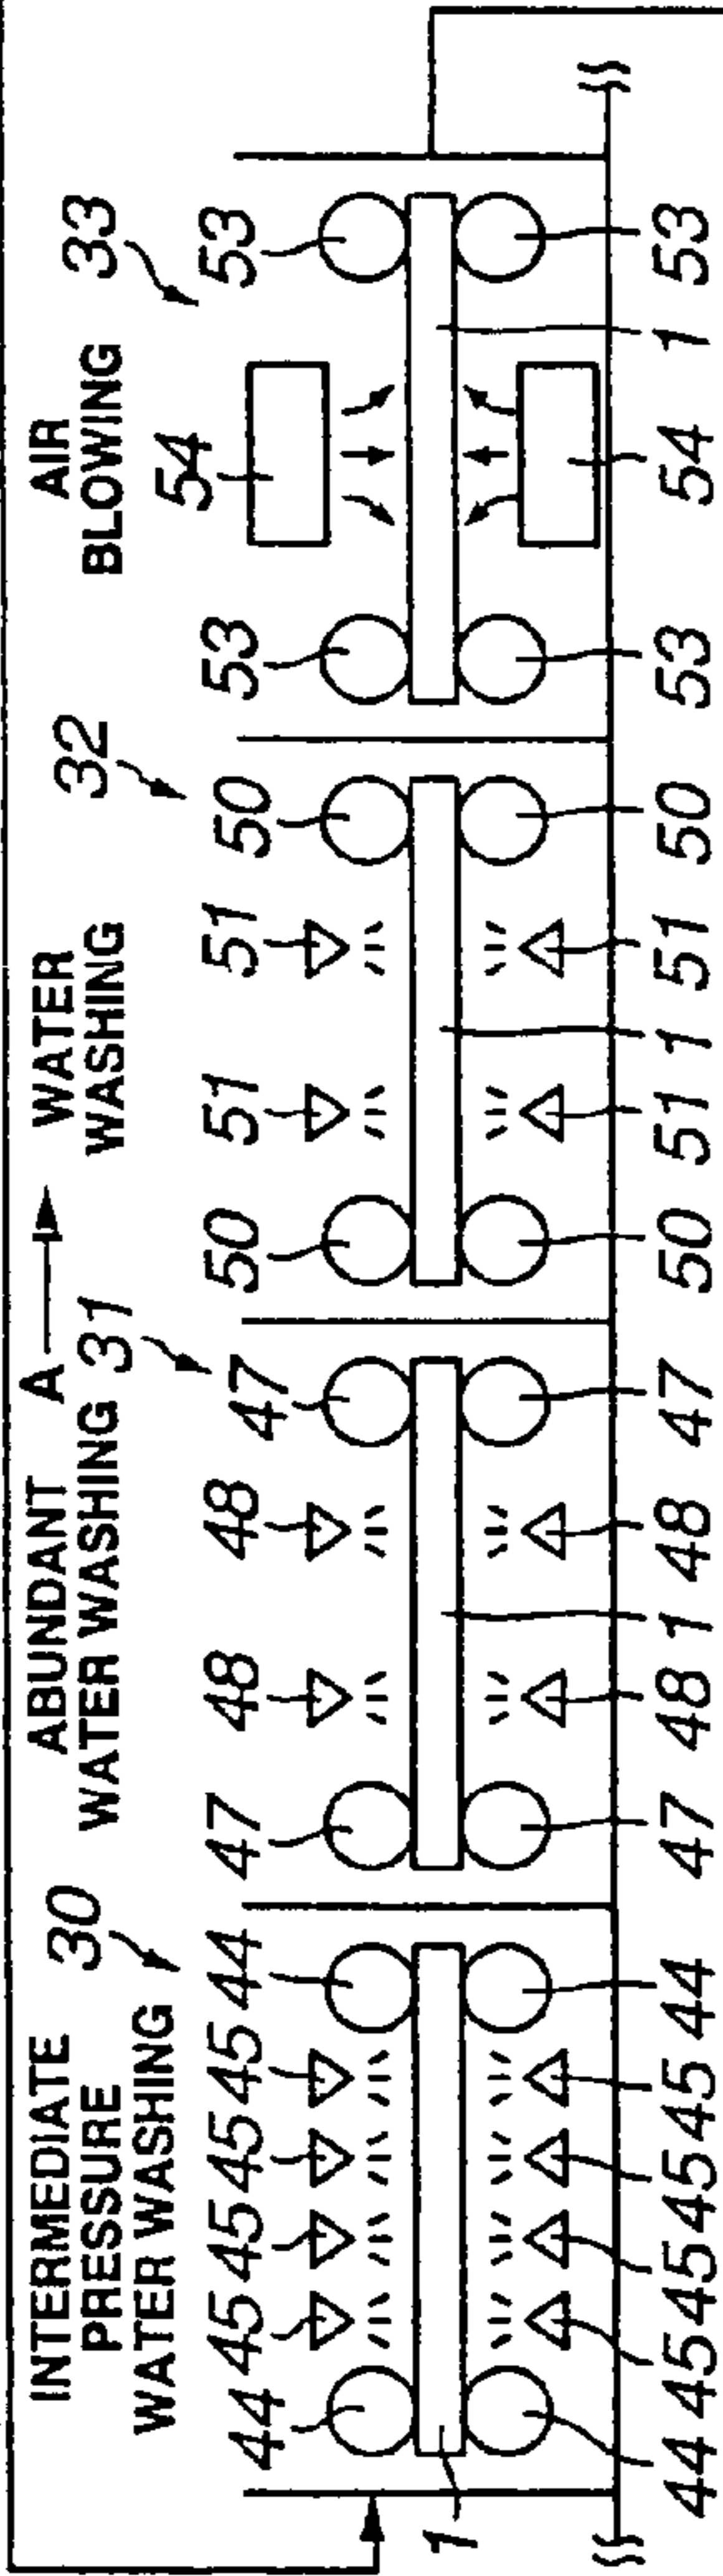 INTERMEDIATE
PRESSURE
WATER WASHING
30
ABUNDANT
WATER WASHING
31
A
WATER
WASHING
32
AIR
BLOWING
33
44 45 45 45 45 44
47 48 48 47
50 51 51 50
53 54 53
1
44 45 45 45 45 44
47 48 1 48 47
50 51 1 51 50
53 54 1 53